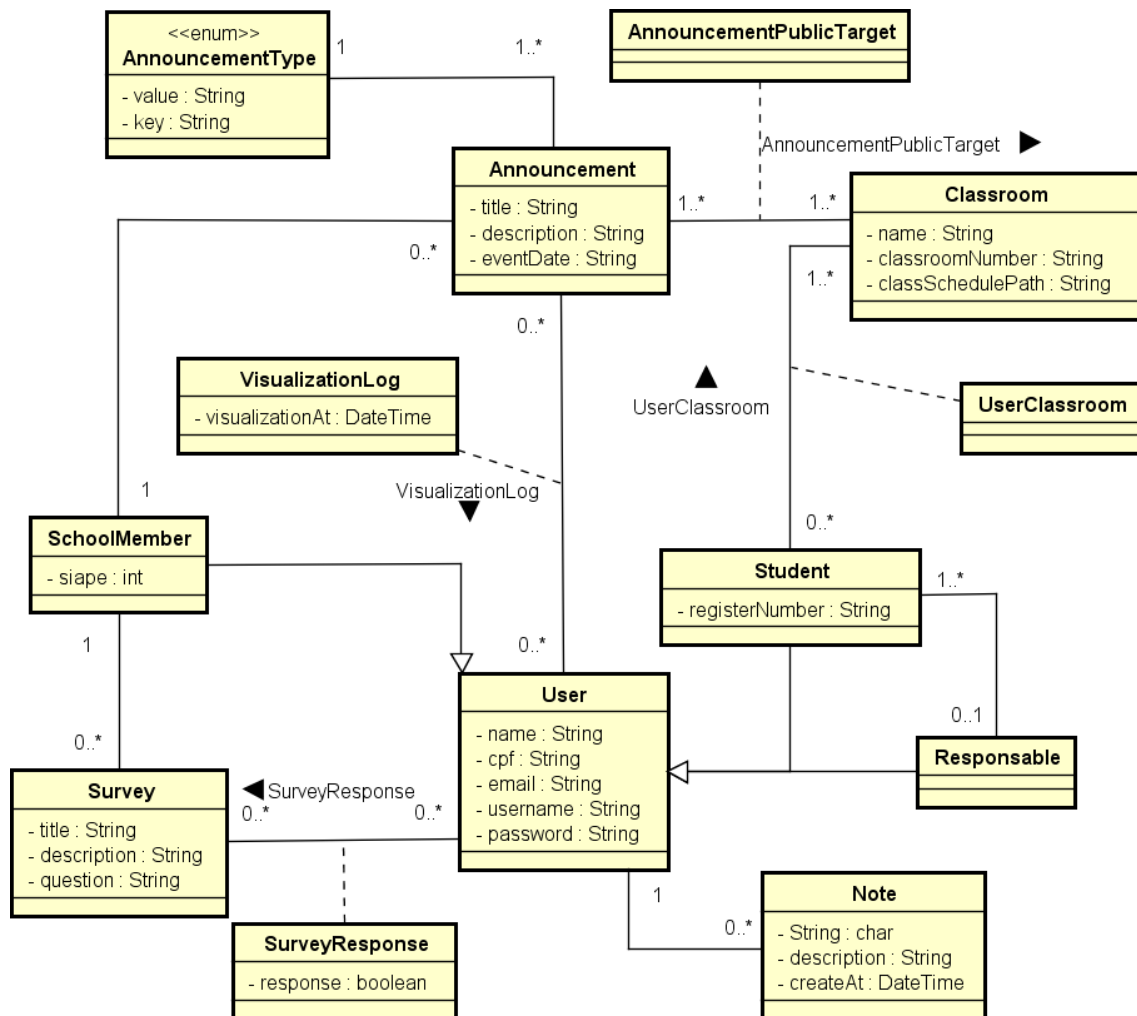 <<enum>>
AnnouncementType
- value : String
- key : String
1
1..*
AnnouncementPublicTarget
AnnouncementPublicTarget
Announcement
- title : String
- description : String
- eventDate : String
0..*
1..*
1..*
0..*
Classroom
- name : String
- classroomNumber : String
- classSchedulePath : String
1..*
VisualizationLog
- visualizationAt : DateTime
VisualizationLog
UserClassroom
UserClassroom
1
SchoolMember
- siape : int
1
0..*
0..*
Student
- registerNumber : String
1..*
0..1
Responsable
0..*
User
- name : String
- cpf : String
- email : String
- username : String
- password : String
Survey
- title : String
- description : String
- question : String
SurveyResponse
0..*
0..*
SurveyResponse
- response : boolean
1
0..*
Note
- String : char
- description : String
- createAt : DateTime